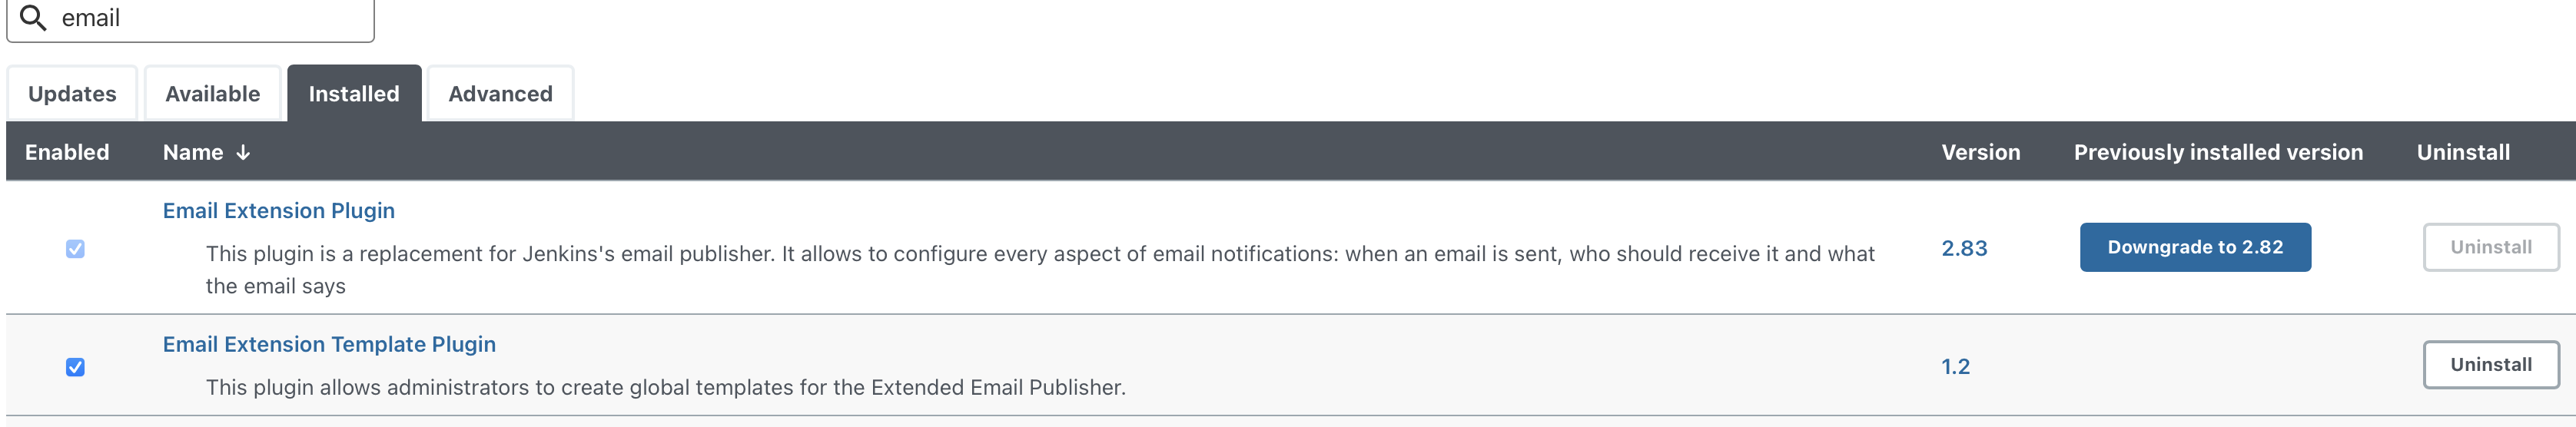 email
Updates Available Installed Advanced
Enabled Name ↓ Version Previously installed version Uninstall
Email Extension Plugin
This plugin is a replacement for Jenkins's email publisher. It allows to configure every aspect of email notifications: when an email is sent, who should receive it and what
the email says
2.83 Downgrade to 2.82 Uninstall
Email Extension Template Plugin
This plugin allows administrators to create global templates for the Extended Email Publisher.
1.2 Uninstall